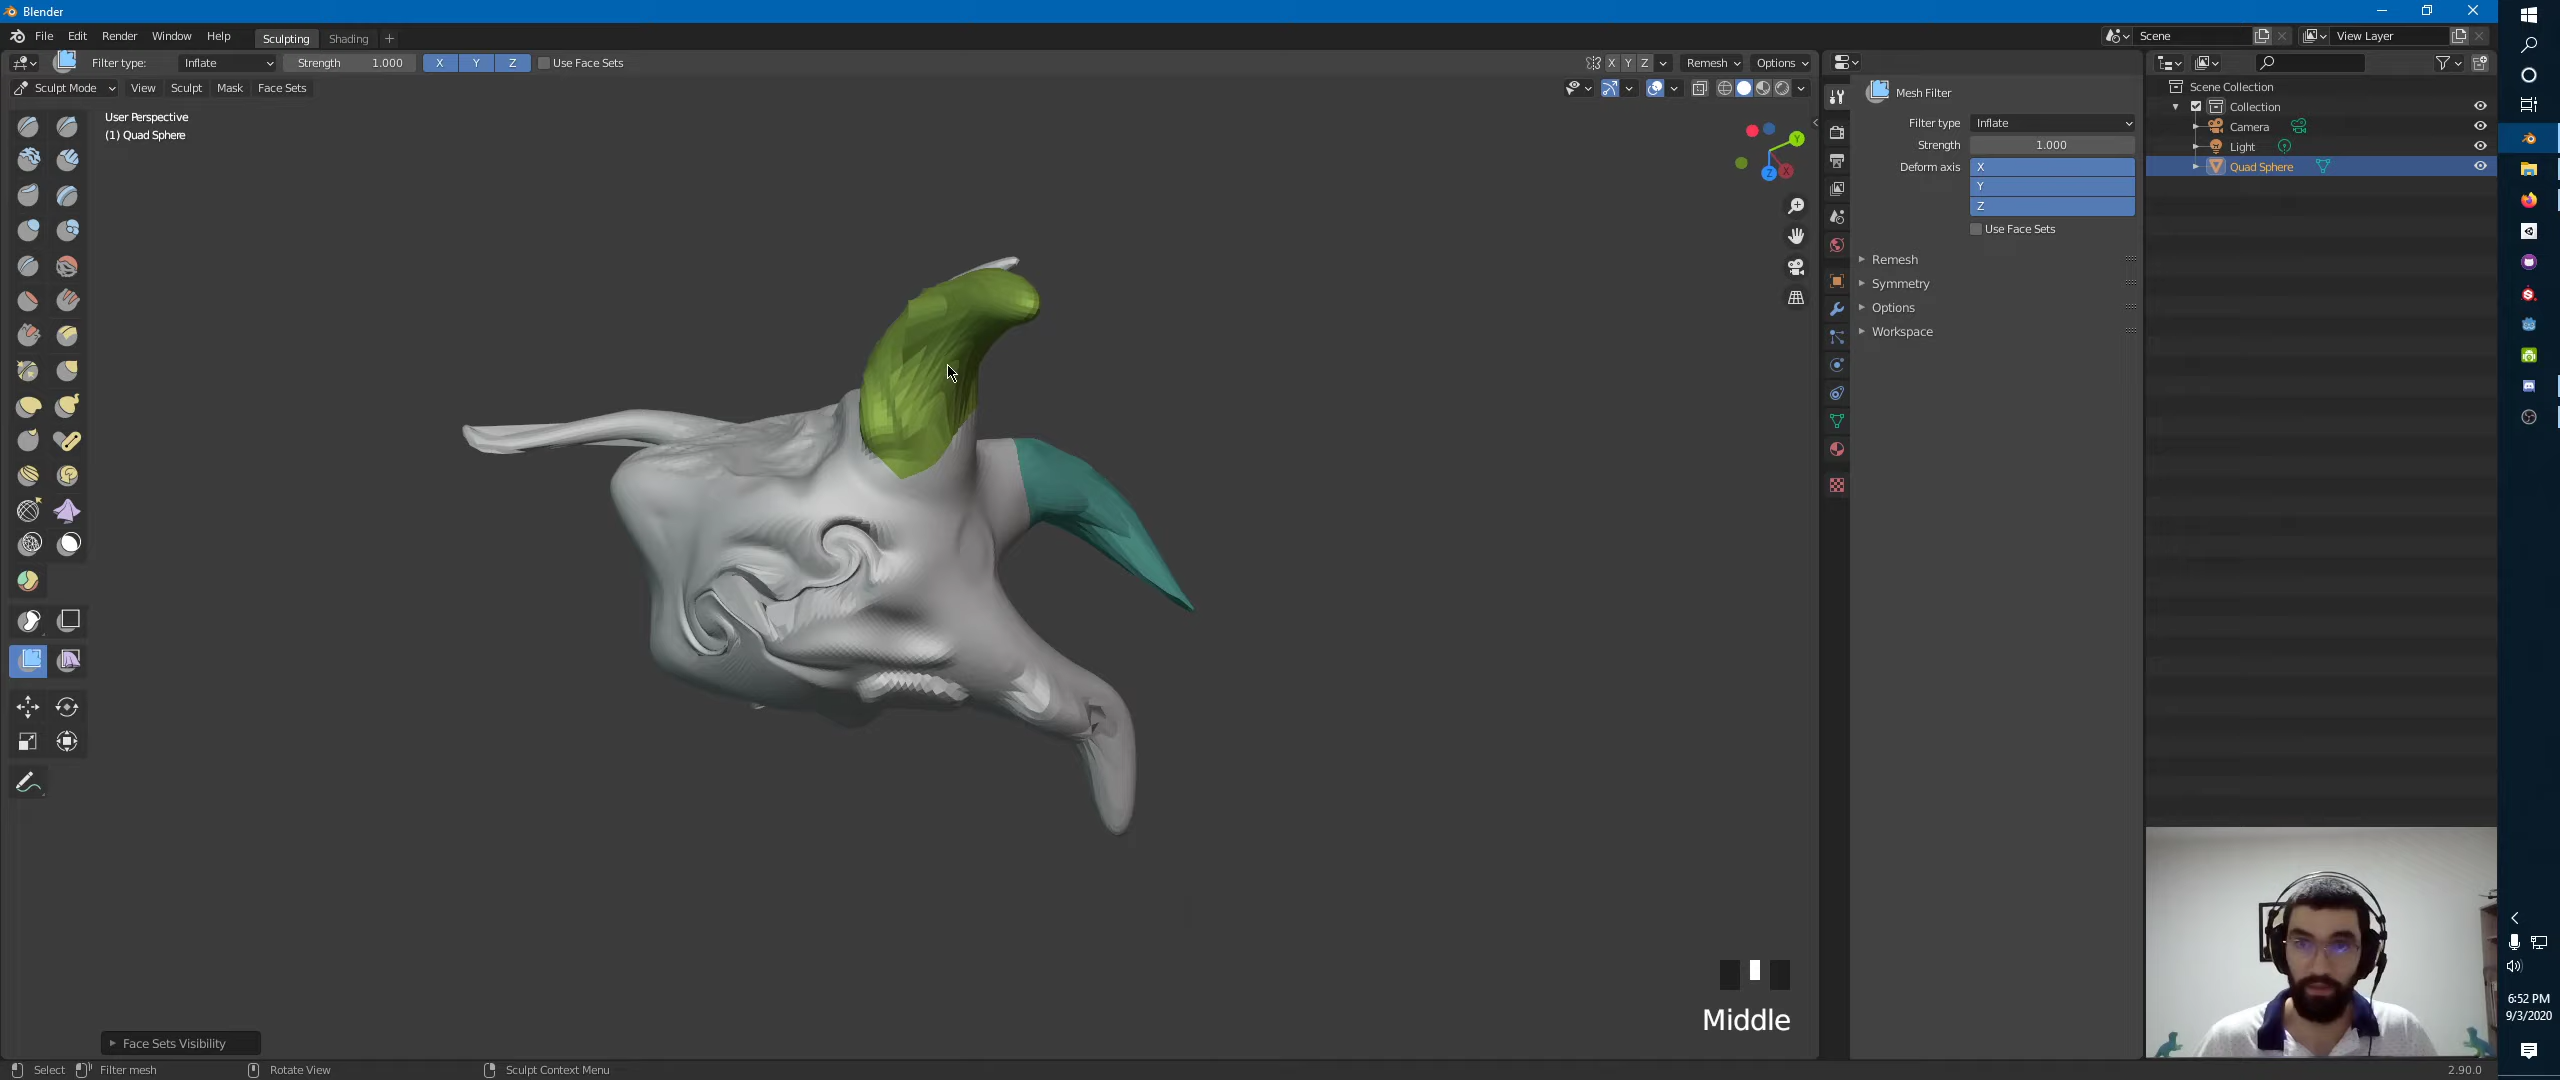 Blender
File Edit Render Window Help Sculpting Shading + Scene View Layer
Filter type: Inflate Strength 1.000 X Y Z Use Face Sets X Y Z Remesh Options
Sculpt Mode View Sculpt Mask Face Sets
User Perspective
(1) Quad Sphere
Y
Z X
Mesh Filter
Filter type Inflate
Strength 1.000
Deform axis X
Y
Z
Use Face Sets
Remesh
Symmetry
Options
Workspace
Scene Collection
Collection
Camera
Light
Quad Sphere
Middle
Face Sets Visibility
Select Filter mesh Rotate View Sculpt Context Menu 2.90.0
6:52 PM
9/3/2020